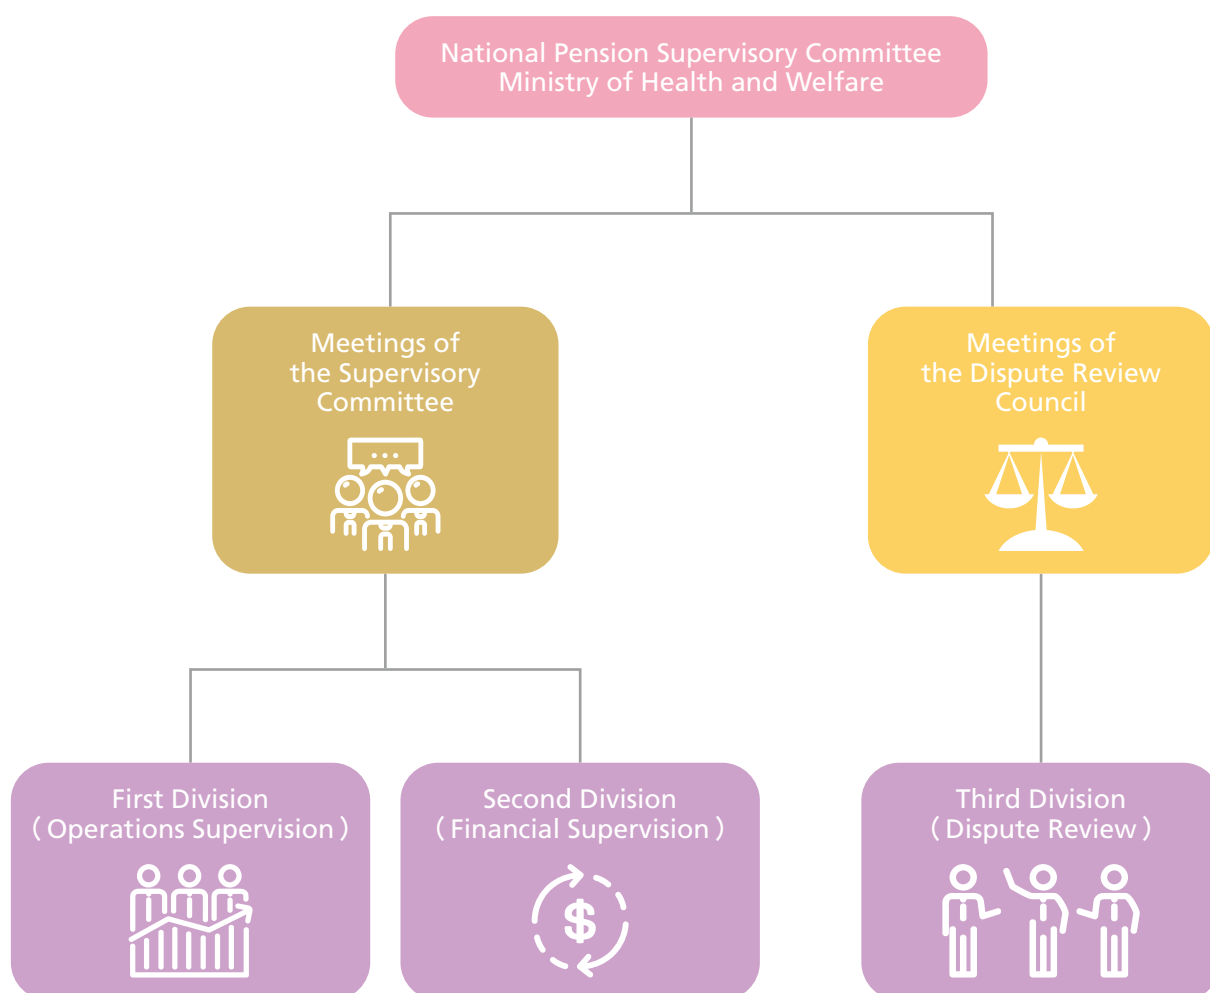 National Pension Supervisory Committee
Ministry of Health and Welfare
Meetings of
the Supervisory
Committee
Meetings of
the Dispute Review
Council
First Division
(Operations Supervision)
Second Division
(Financial Supervision)
$
Third Division
(Dispute Review)